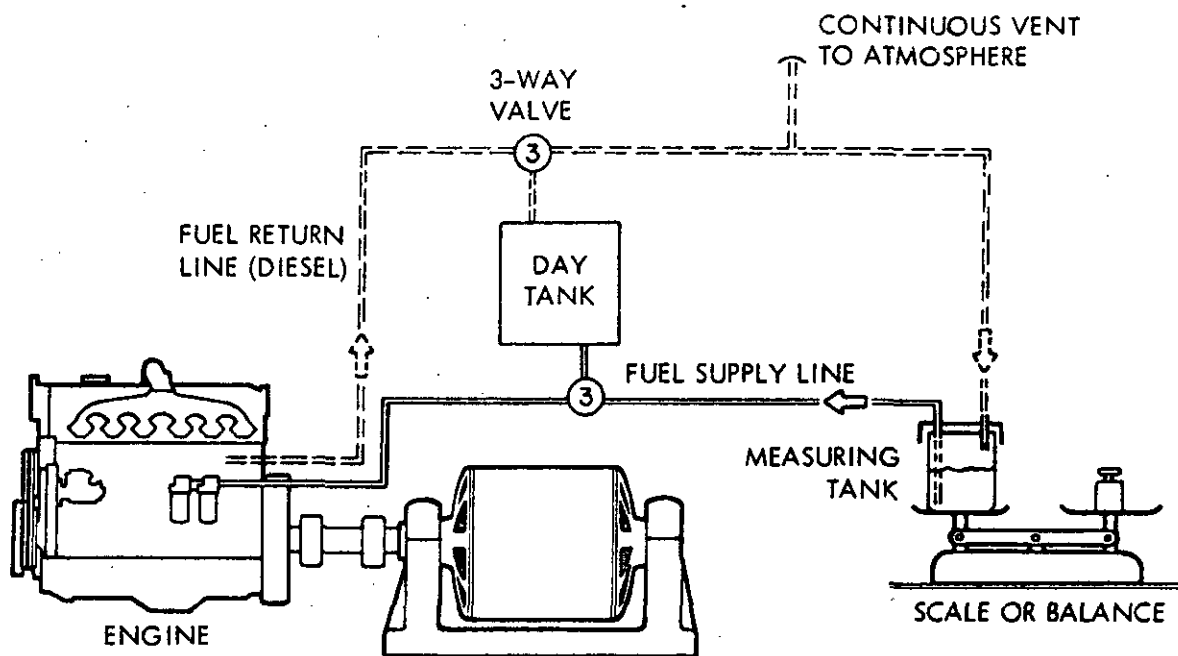 CONTINUOUS VENT
TO ATMOSPHERE
3-WAY
VALVE
3
FUEL RETURN
LINE (DIESEL)
DAY
TANK
FUEL SUPPLY LINE
3
MEASURING
TANK
SCALE OR BALANCE
ENGINE